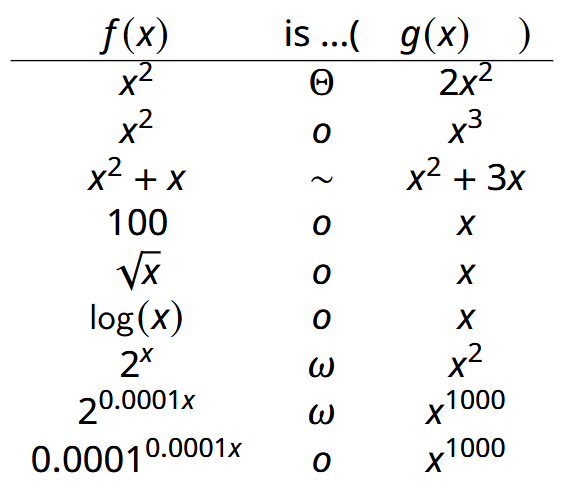 f(x) is ...( g(x) )
x² Θ 2x²
x² o x³
x² + x ~ x² + 3x
100 o x
√x o x
log(x) o x
2ˣ ω x²
2^0.0001x ω x^1000
0.0001^0.0001x o x^1000